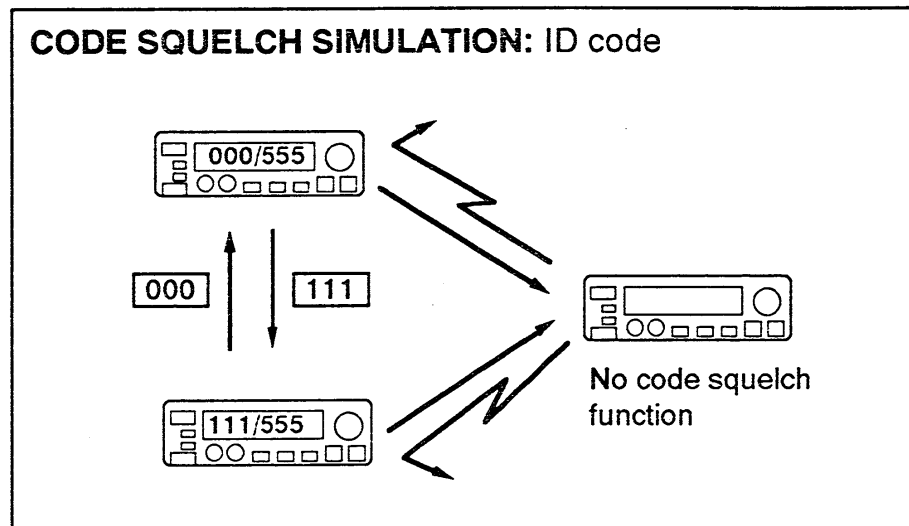 CODE SQUELCH SIMULATION: ID code
000/555
000
111
111/555
No code squelch
function